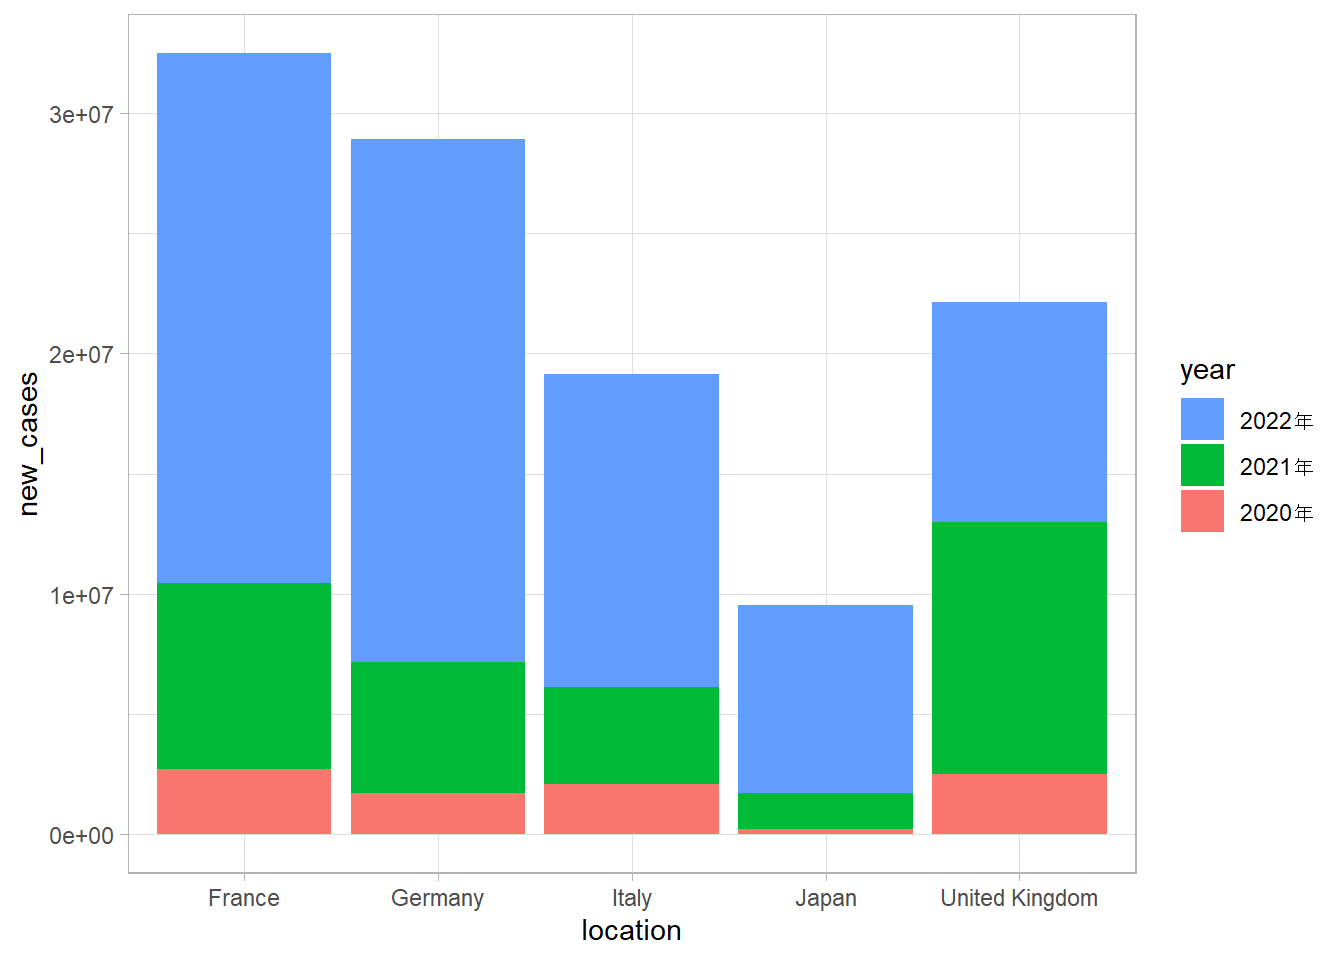 new_cases
3e+07
2e+07
1e+07
0e+00
France
Germany
Italy
Japan
United Kingdom
location
year
2022年
2021年
2020年